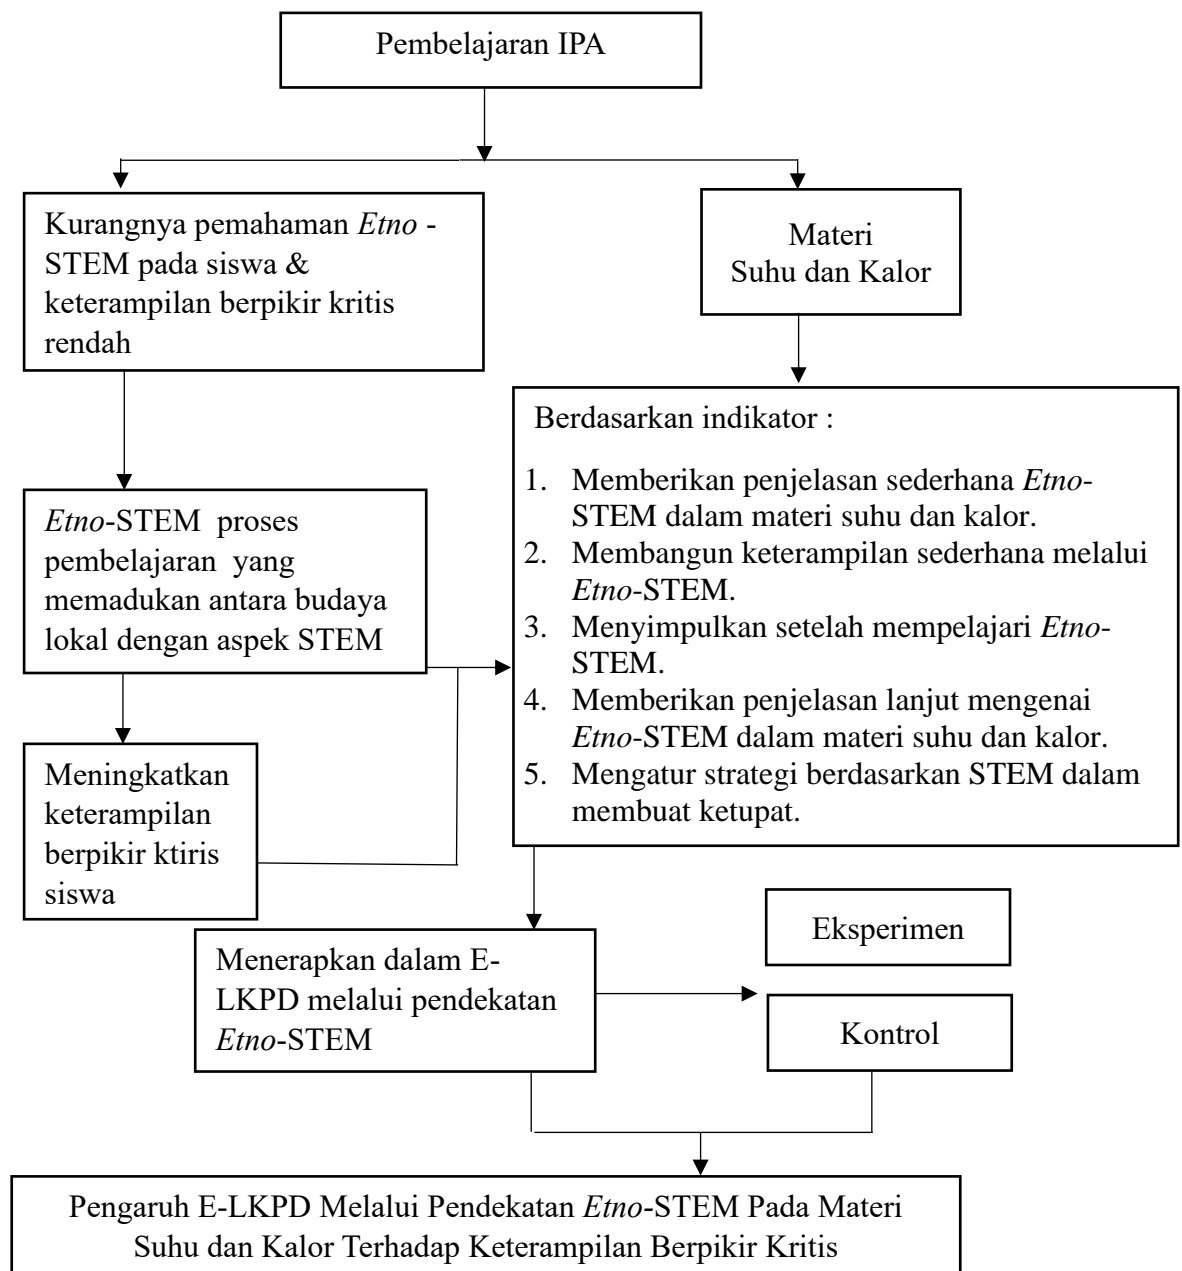 Pembelajaran IPA
Kurangnya pemahaman Etno -
STEM pada siswa &
keterampilan berpikir kritis
rendah
Materi
Suhu dan Kalor
Berdasarkan indikator :
1. Memberikan penjelasan sederhana Etno-
STEM dalam materi suhu dan kalor.
2. Membangun keterampilan sederhana melalui
Etno-STEM.
3. Menyimpulkan setelah mempelajari Etno-
STEM.
4. Memberikan penjelasan lanjut mengenai
Etno-STEM dalam materi suhu dan kalor.
5. Mengatur strategi berdasarkan STEM dalam
membuat ketupat.
Etno-STEM proses
pembelajaran yang
memadukan antara budaya
lokal dengan aspek STEM
Meningkatkan
keterampilan
berpikir ktiris
siswa
Menerapkan dalam E-
LKPD melalui pendekatan
Etno-STEM
Eksperimen
Kontrol
Pengaruh E-LKPD Melalui Pendekatan Etno-STEM Pada Materi
Suhu dan Kalor Terhadap Keterampilan Berpikir Kritis